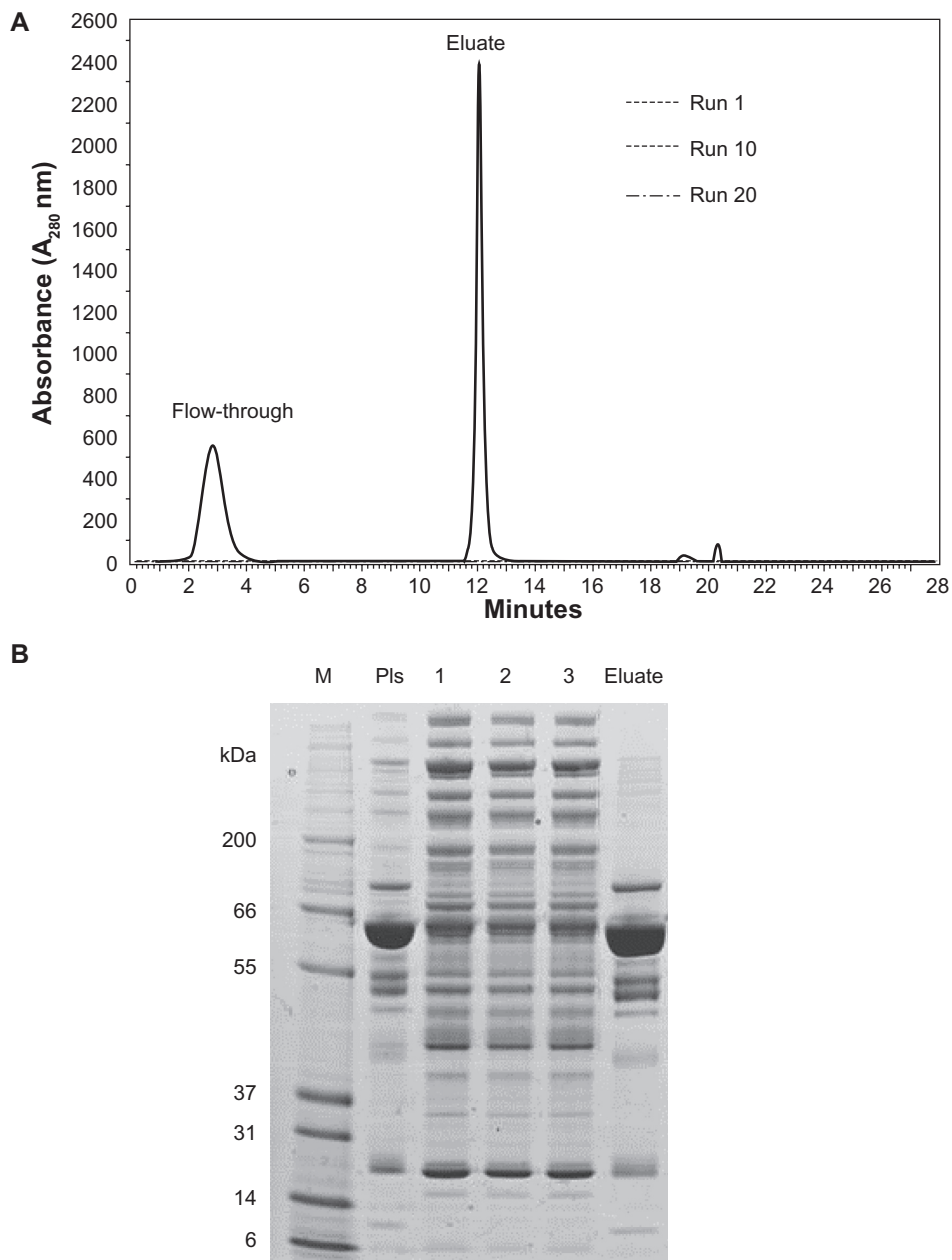 A
Absorbance (A280 nm)
2600
2400
2200
2000
1800
1600
1400
1200
1000
800
600
400
200
0
Eluate
Flow-through
Run 1
Run 10
Run 20
0 2 4 6 8 10 12 14 16 18 20 22 24 26 28
Minutes
B
M Pls 1 2 3 Eluate
kDa
200
66
55
37
31
14
6